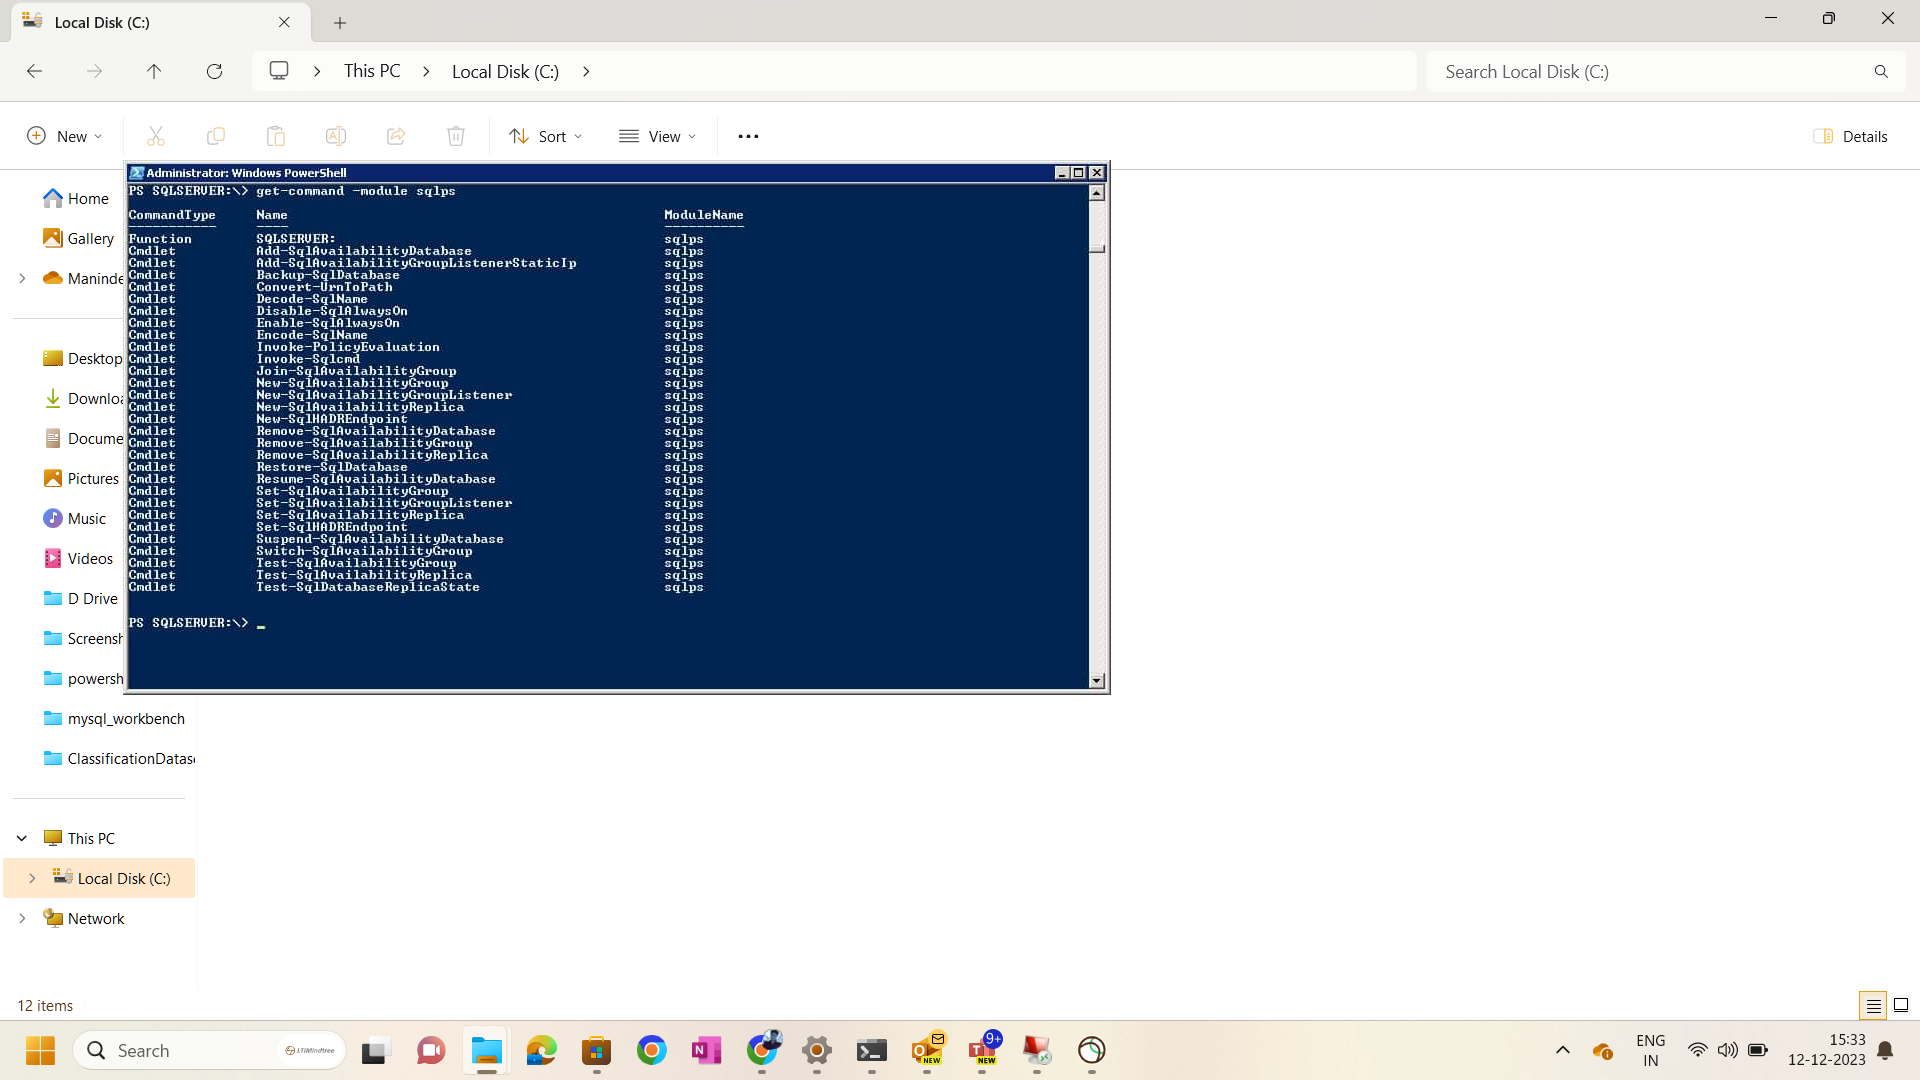 Local Disk (C:)
This PC
Local Disk (C:)
Search Local Disk (C:)
New
Sort
View
Details
Home
Gallery
Maninde
Desktop
Downloa
Docume
Pictures
Music
Videos
D Drive
Screensh
powersh
mysql_workbench
ClassificationDatas
This PC
Local Disk (C:)
Network
Administrator: Windows PowerShell
PS SQLSERVER:\> get-command -module sqlps
CommandType Name ModuleName
----------- ---- ----------
Function SQLSERVER: sqlps
Cmdlet Add-SqlAvailabilityDatabase sqlps
Cmdlet Add-SqlAvailabilityGroupListenerStaticIp sqlps
Cmdlet Backup-SqlDatabase sqlps
Cmdlet Convert-UrnToPath sqlps
Cmdlet Decode-SqlName sqlps
Cmdlet Disable-SqlAlwaysOn sqlps
Cmdlet Enable-SqlAlwaysOn sqlps
Cmdlet Encode-SqlName sqlps
Cmdlet Invoke-PolicyEvaluation sqlps
Cmdlet Invoke-Sqlcmd sqlps
Cmdlet Join-SqlAvailabilityGroup sqlps
Cmdlet New-SqlAvailabilityGroup sqlps
Cmdlet New-SqlAvailabilityGroupListener sqlps
Cmdlet New-SqlAvailabilityReplica sqlps
Cmdlet New-SqlHADREndpoint sqlps
Cmdlet Remove-SqlAvailabilityDatabase sqlps
Cmdlet Remove-SqlAvailabilityGroup sqlps
Cmdlet Remove-SqlAvailabilityReplica sqlps
Cmdlet Restore-SqlDatabase sqlps
Cmdlet Resume-SqlAvailabilityDatabase sqlps
Cmdlet Set-SqlAvailabilityGroup sqlps
Cmdlet Set-SqlAvailabilityGroupListener sqlps
Cmdlet Set-SqlAvailabilityReplica sqlps
Cmdlet Set-SqlHADREndpoint sqlps
Cmdlet Suspend-SqlAvailabilityDatabase sqlps
Cmdlet Switch-SqlAvailabilityGroup sqlps
Cmdlet Test-SqlAvailabilityGroup sqlps
Cmdlet Test-SqlAvailabilityReplica sqlps
Cmdlet Test-SqlDatabaseReplicaState sqlps
PS SQLSERVER:\> _
12 items
Search
LTIMindtree
NEW
9+
NEW
ENG
IN
15:33
12-12-2023